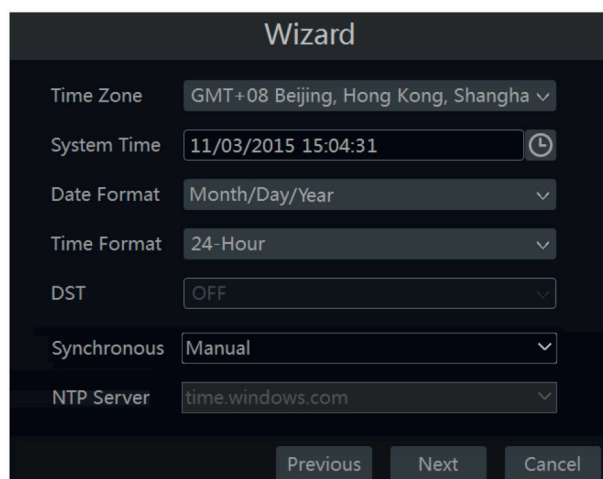 Wizard
Time Zone GMT+08 Beijing, Hong Kong, Shangha
System Time 11/03/2015 15:04:31
Date Format Month/Day/Year
Time Format 24-Hour
DST OFF
Synchronous Manual
NTP Server time.windows.com
Previous Next Cancel